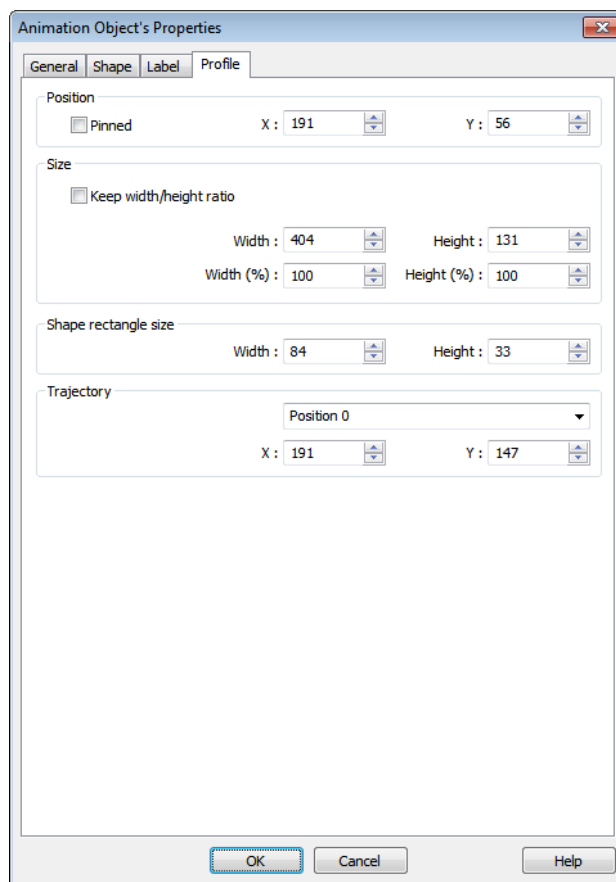 Animation Object's Properties
General Shape Label Profile
Position
Pinned X : 191 Y : 56
Size
Keep width/height ratio
Width : 404 Height : 131
Width (%) : 100 Height (%) : 100
Shape rectangle size
Width : 84 Height : 33
Trajectory
Position 0
X : 191 Y : 147
OK Cancel Help